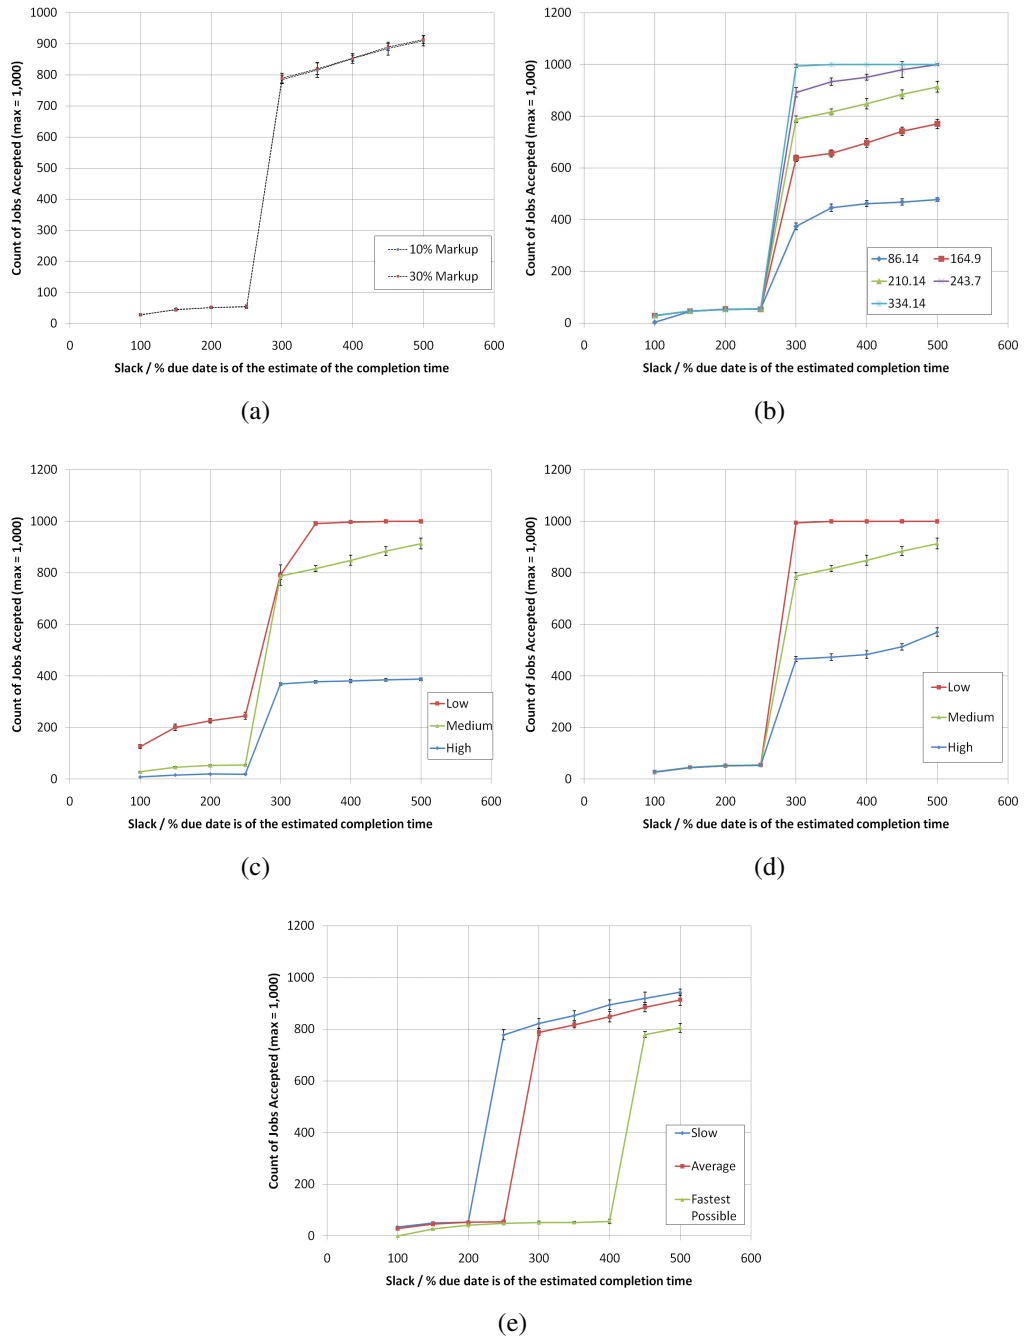 1000
900
800
700
600
500
400
300
200
100
0
Count of Jobs Accepted (max = 1,000)
10% Markup
30% Markup
0 100 200 300 400 500 600
Slack / % due date is of the estimate of the completion time
(a)
1200
1000
800
600
400
200
0
Count of Jobs Accepted (max = 1,000)
86.14 164.9
210.14 243.7
334.14
0 100 200 300 400 500 600
Slack / % due date is of the estimated completion time
(b)
1200
1000
800
600
400
200
0
Count of Jobs Accepted (max = 1,000)
Low
Medium
High
0 100 200 300 400 500 600
Slack / % due date is of the estimated completion time
(c)
1200
1000
800
600
400
200
0
Count of Jobs Accepted (max = 1,000)
Low
Medium
High
0 100 200 300 400 500 600
Slack / % due date is of the estimated completion time
(d)
1200
1000
800
600
400
200
0
Count of Jobs Accepted (max = 1,000)
Slow
Average
Fastest
Possible
0 100 200 300 400 500 600
Slack / % due date is of the estimated completion time
(e)